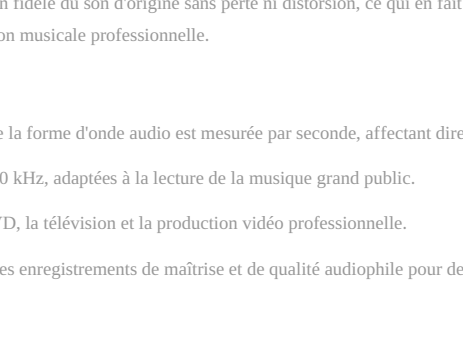 n fidèle du son d'origine sans perte ni distorsion, ce qui en fait
on musicale professionnelle.
e la forme d'onde audio est mesurée par seconde, affectant dire
0 kHz, adaptées à la lecture de la musique grand public.
VD, la télévision et la production vidéo professionnelle.
es enregistrements de maîtrise et de qualité audiophile pour de